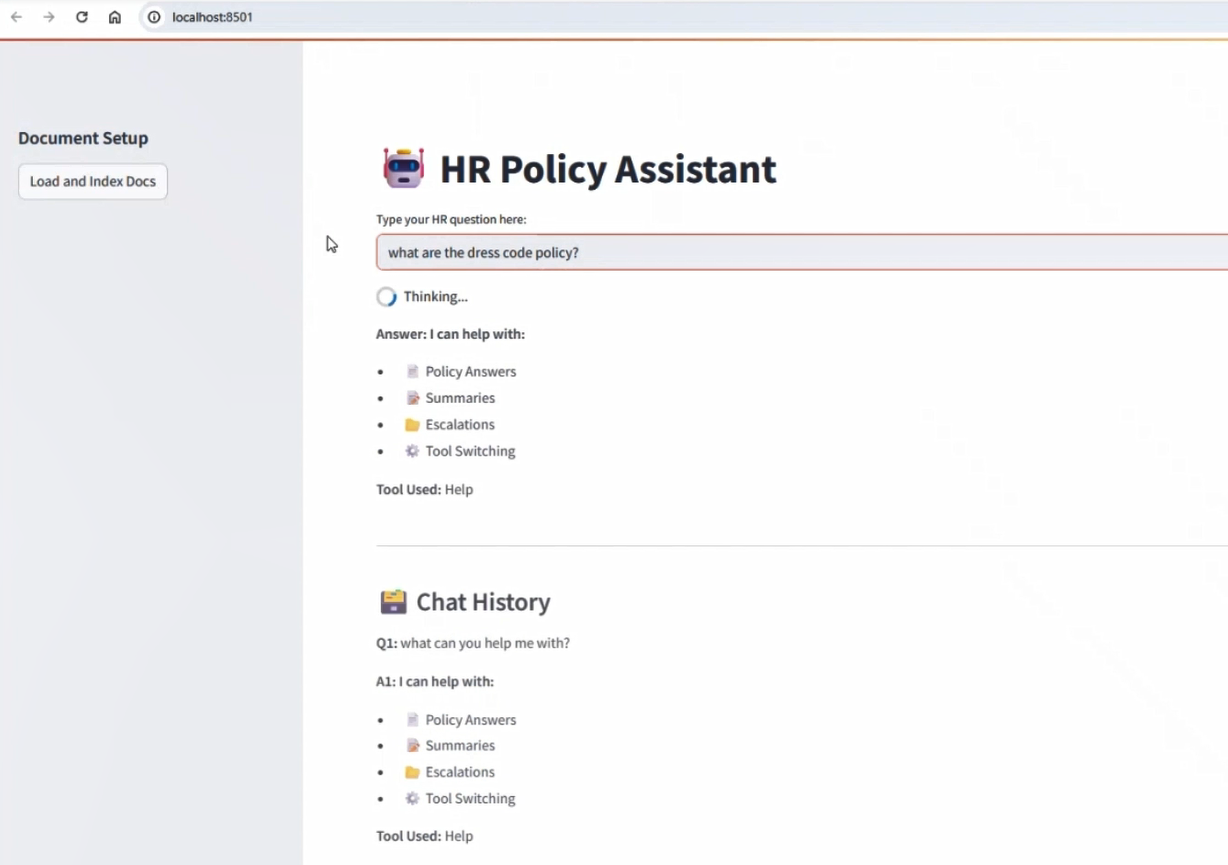 localhost:8501
Document Setup
Load and Index Docs
HR Policy Assistant
Type your HR question here:
what are the dress code policy?
Thinking...
Answer: I can help with:
Policy Answers
Summaries
Escalations
Tool Switching
Tool Used: Help
Chat History
Q1: what can you help me with?
A1: I can help with:
Policy Answers
Summaries
Escalations
Tool Switching
Tool Used: Help